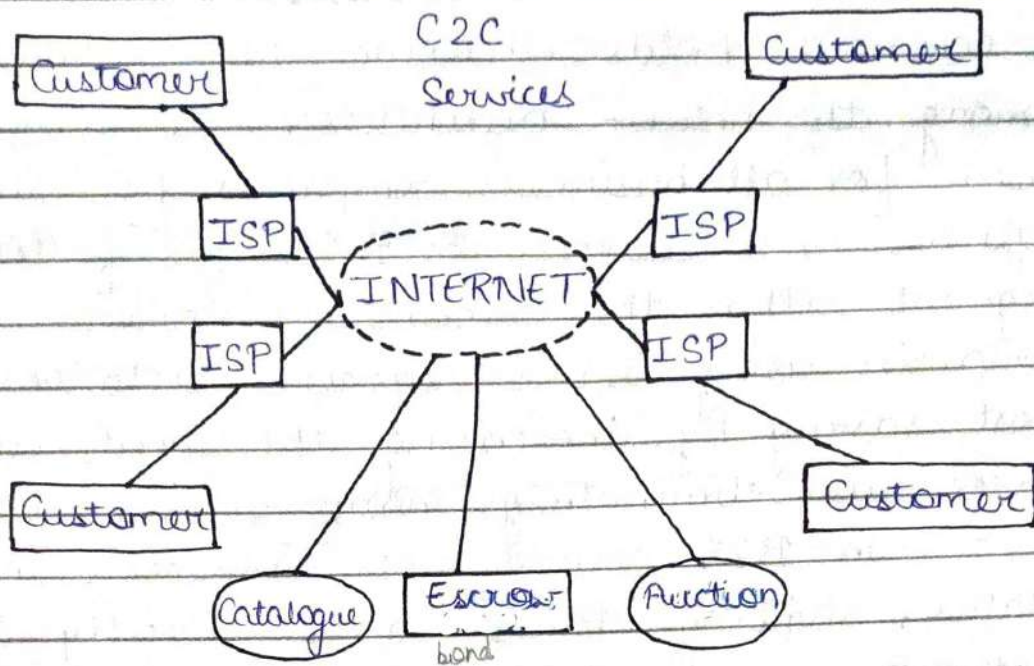 C2C
Services
Customer
Customer
ISP
ISP
INTERNET
ISP
ISP
Customer
Customer
Catalogue
Escrow
Auction
bond